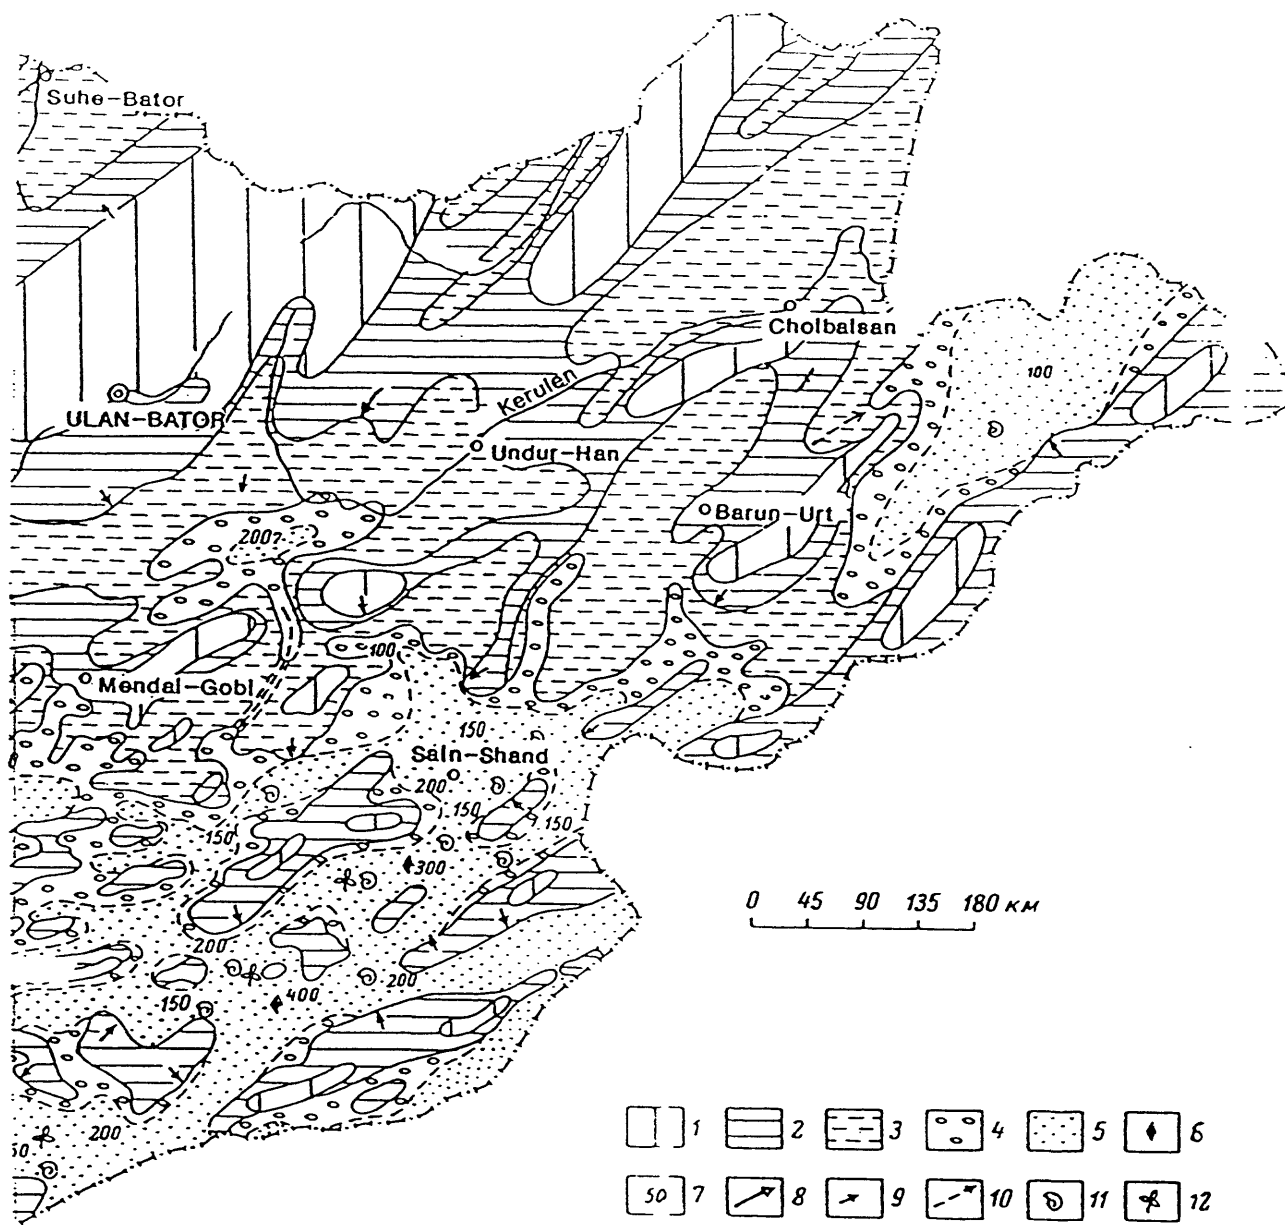 Suhe-Bator
Cholbalsan
100
ULAN-BATOR
Kerulen
Undur-Han
Barun-Urt
200?
100
Mendal-Gobi
150
Sain-Shand
200
150
150
150
300
0 45 90 135 180 км
200
200
400
150
200
50
1 2 3 4 5 6
50 7 8 9 10 11 12